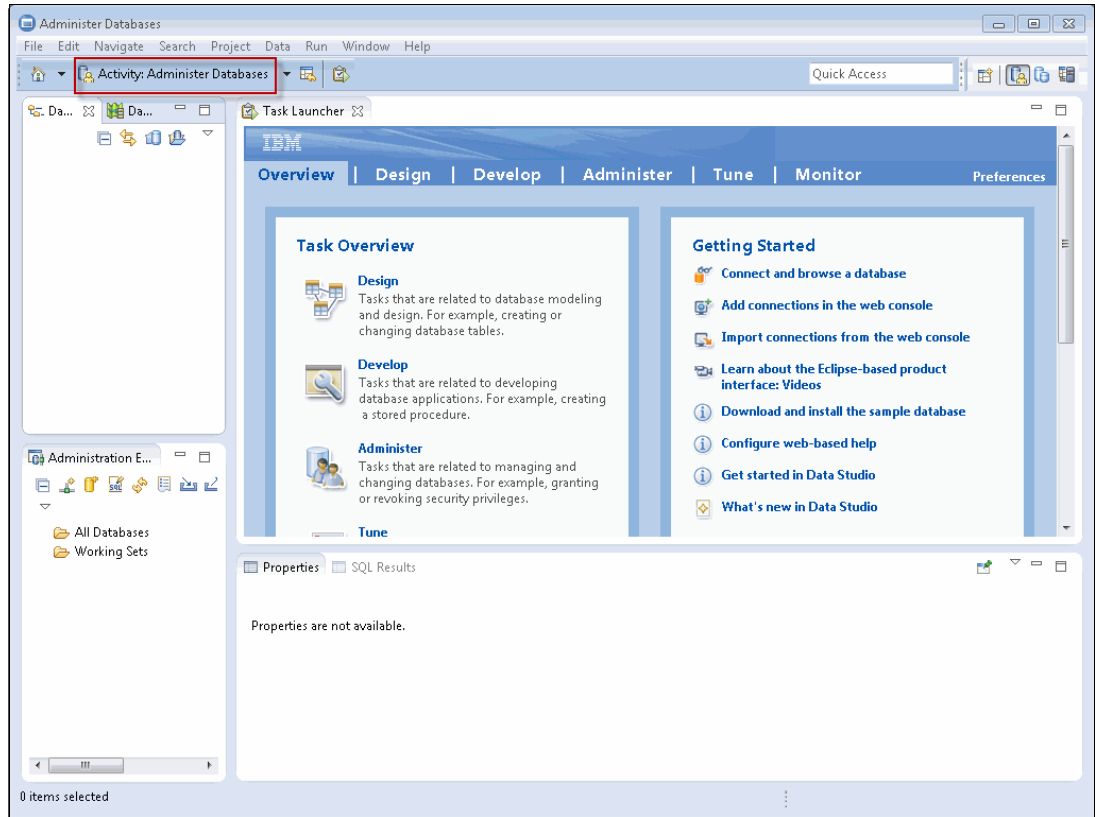 Administer Databases
File Edit Navigate Search Project Data Run Window Help
Activity: Administer Databases
Quick Access
Da...
Da...
Task Launcher
IBM
Overview | Design | Develop | Administer | Tune | Monitor
Preferences
Task Overview
Design
Tasks that are related to database modeling
and design. For example, creating or
changing database tables.
Develop
Tasks that are related to developing
database applications. For example, creating
a stored procedure.
Administer
Tasks that are related to managing and
changing databases. For example, granting
or revoking security privileges.
Tune
Getting Started
Connect and browse a database
Add connections in the web console
Import connections from the web console
Learn about the Eclipse-based product
interface: Videos
Download and install the sample database
Configure web-based help
Get started in Data Studio
What's new in Data Studio
Administration E...
SQL
All Databases
Working Sets
Properties
SQL Results
Properties are not available.
0 items selected